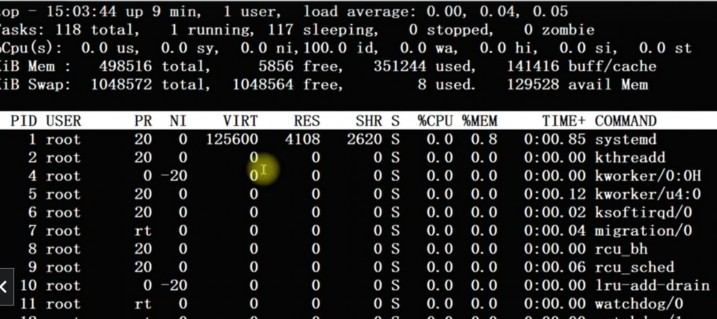 op - 15:03:44 up 9 min,  1 user,  load average: 0.00, 0.04, 0.05
asks: 118 total,   1 running, 117 sleeping,   0 stopped,   0 zombie
Cpu(s):  0.0 us,  0.0 sy,  0.0 ni,100.0 id,  0.0 wa,  0.0 hi,  0.0 si,  0.0 st
iB Mem :   498516 total,     5856 free,   351244 used,   141416 buff/cache
iB Swap:  1048572 total,  1048564 free,        8 used.   129528 avail Mem
PID USER      PR  NI    VIRT    RES    SHR S  %CPU %MEM     TIME+ COMMAND
1 root      20   0  125600   4108   2620 S   0.0  0.8   0:00.85 systemd
2 root      20   0       0      0      0 S   0.0  0.0   0:00.00 kthreadd
4 root       0 -20       0      0      0 S   0.0  0.0   0:00.00 kworker/0:0H
5 root      20   0       0      0      0 S   0.0  0.0   0:00.12 kworker/u4:0
6 root      20   0       0      0      0 S   0.0  0.0   0:00.02 ksoftirqd/0
7 root      rt   0       0      0      0 S   0.0  0.0   0:00.04 migration/0
8 root      20   0       0      0      0 S   0.0  0.0   0:00.00 rcu_bh
9 root      20   0       0      0      0 S   0.0  0.0   0:00.06 rcu_sched
10 root       0 -20       0      0      0 S   0.0  0.0   0:00.00 lru-add-drain
11 root      rt   0       0      0      0 S   0.0  0.0   0:00.00 watchdog/0